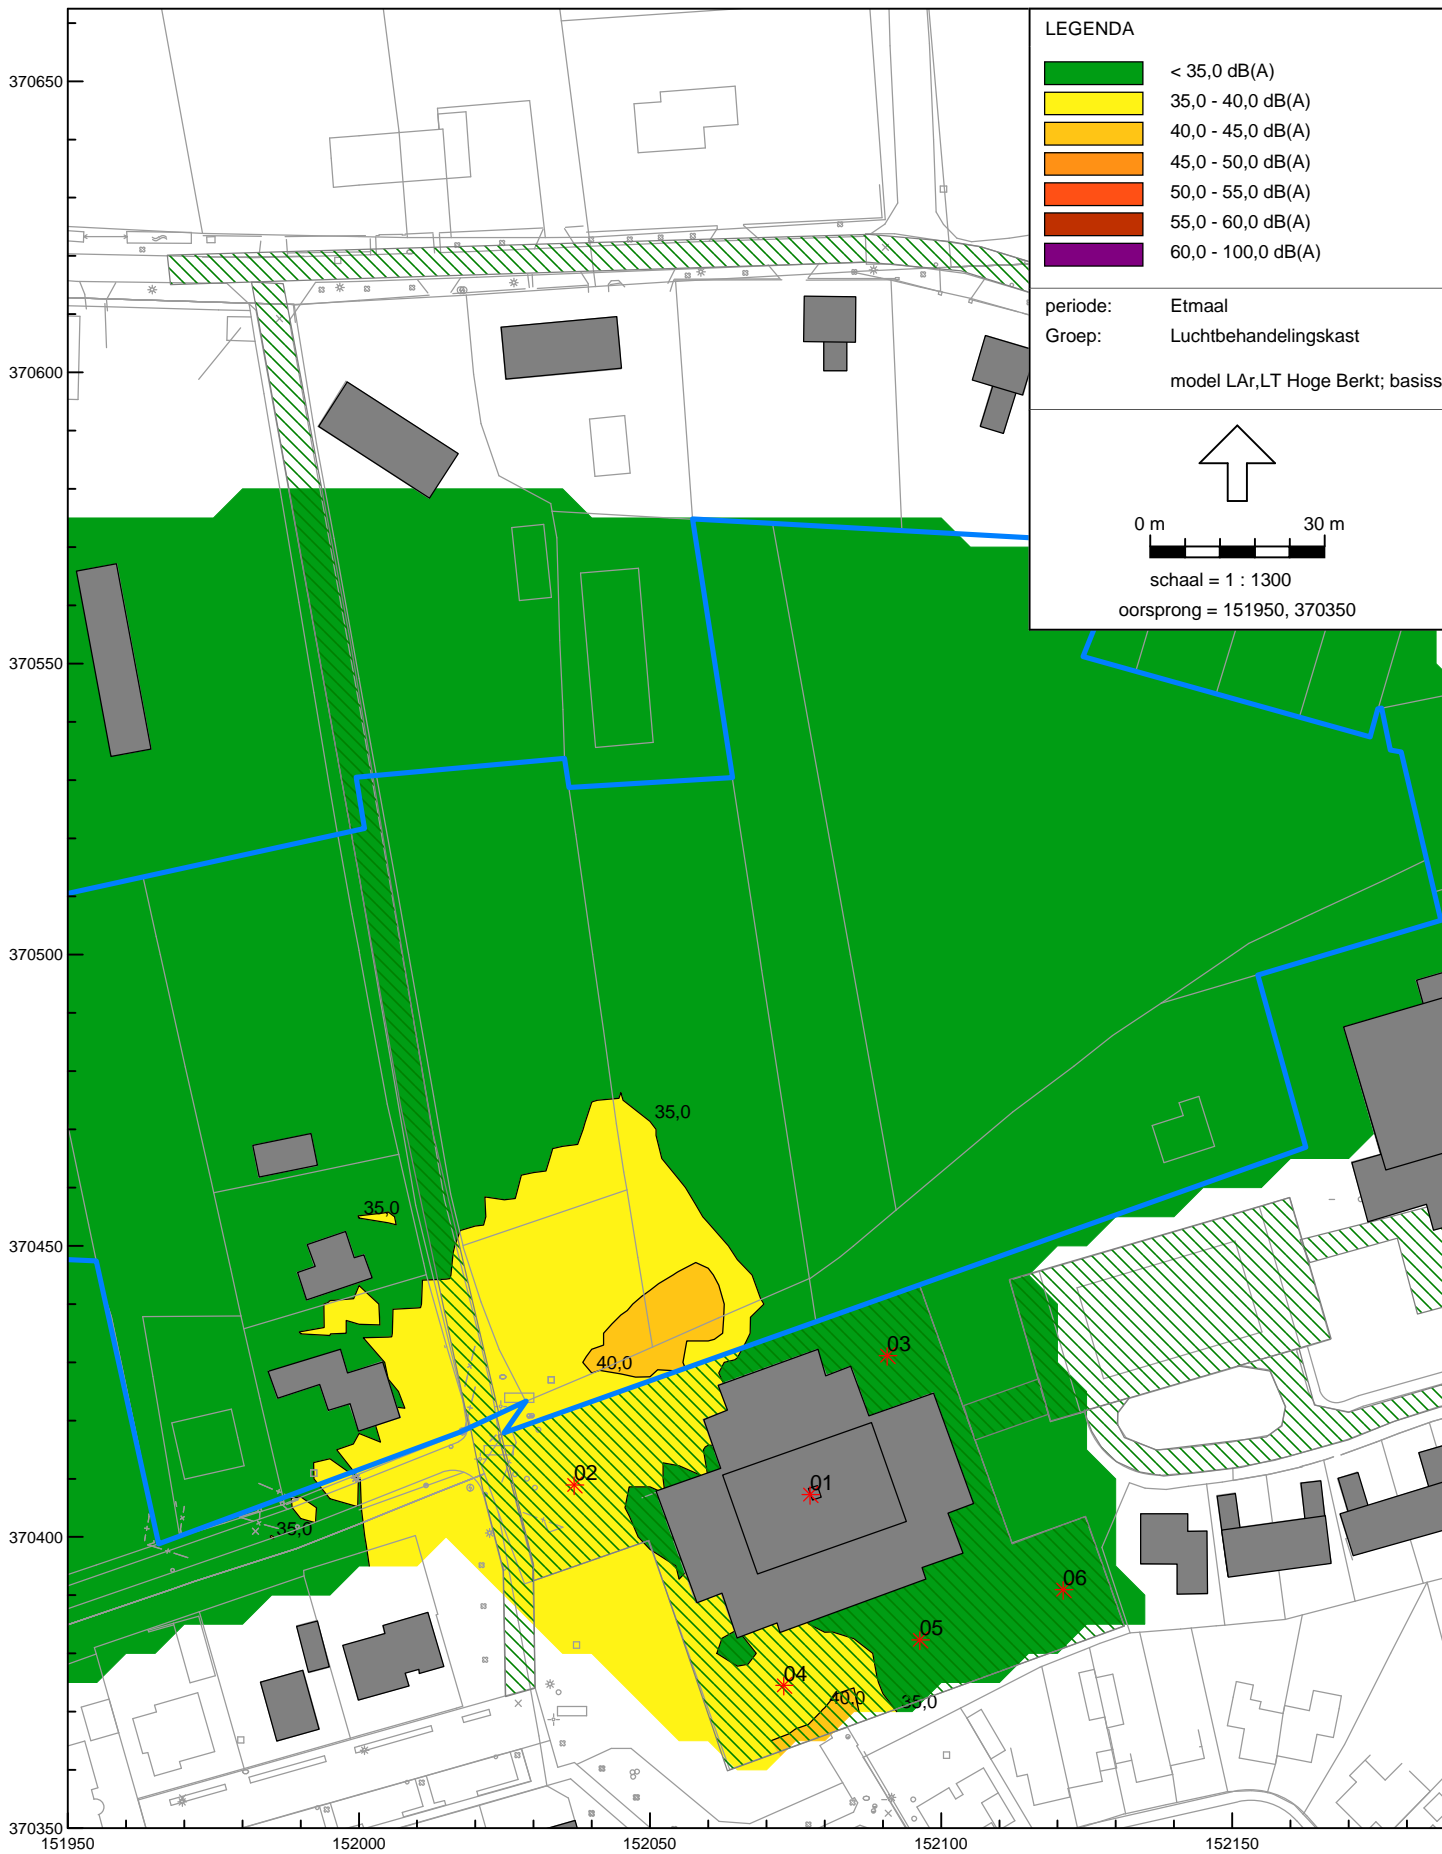 LEGENDA
< 35,0 dB(A)
35,0 - 40,0 dB(A)
40,0 - 45,0 dB(A)
45,0 - 50,0 dB(A)
50,0 - 55,0 dB(A)
55,0 - 60,0 dB(A)
60,0 - 100,0 dB(A)
periode: Etmaal
Groep: Luchtbehandelingskast
model LAr,LT Hoge Berkt; basiss
0 m 30 m
schaal = 1 : 1300
oorsprong = 151950, 370350
370650
370600
370550
370500
370450
370400
370350
35,0
35,0
40,0
03
02
01
35,0
06
05
04
40,0
35,0
151950 152000 152050 152100 152150